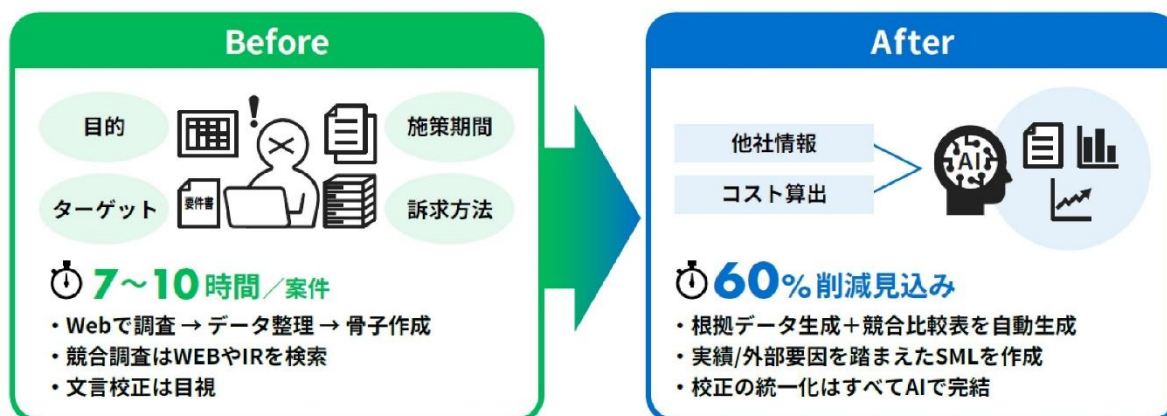 Before
目的
施策期間
ターゲット
要件書
訴求方法
7〜10時間／案件
・Webで調査 → データ整理 → 骨子作成
・競合調査はWEBやIRを検索
・文言校正は目視
After
他社情報
コスト算出
AI
60%削減見込み
・根拠データ生成＋競合比較表を自動生成
・実績/外部要因を踏まえたSMLを作成
・校正の統一化はすべてAIで完結